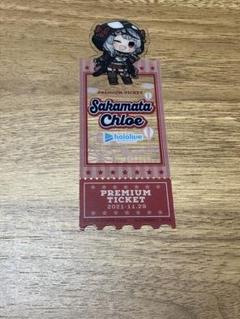 PREMIUM TICKET
Sakamata
Chloe
hololive
PREMIUM
TICKET
2021.11.29